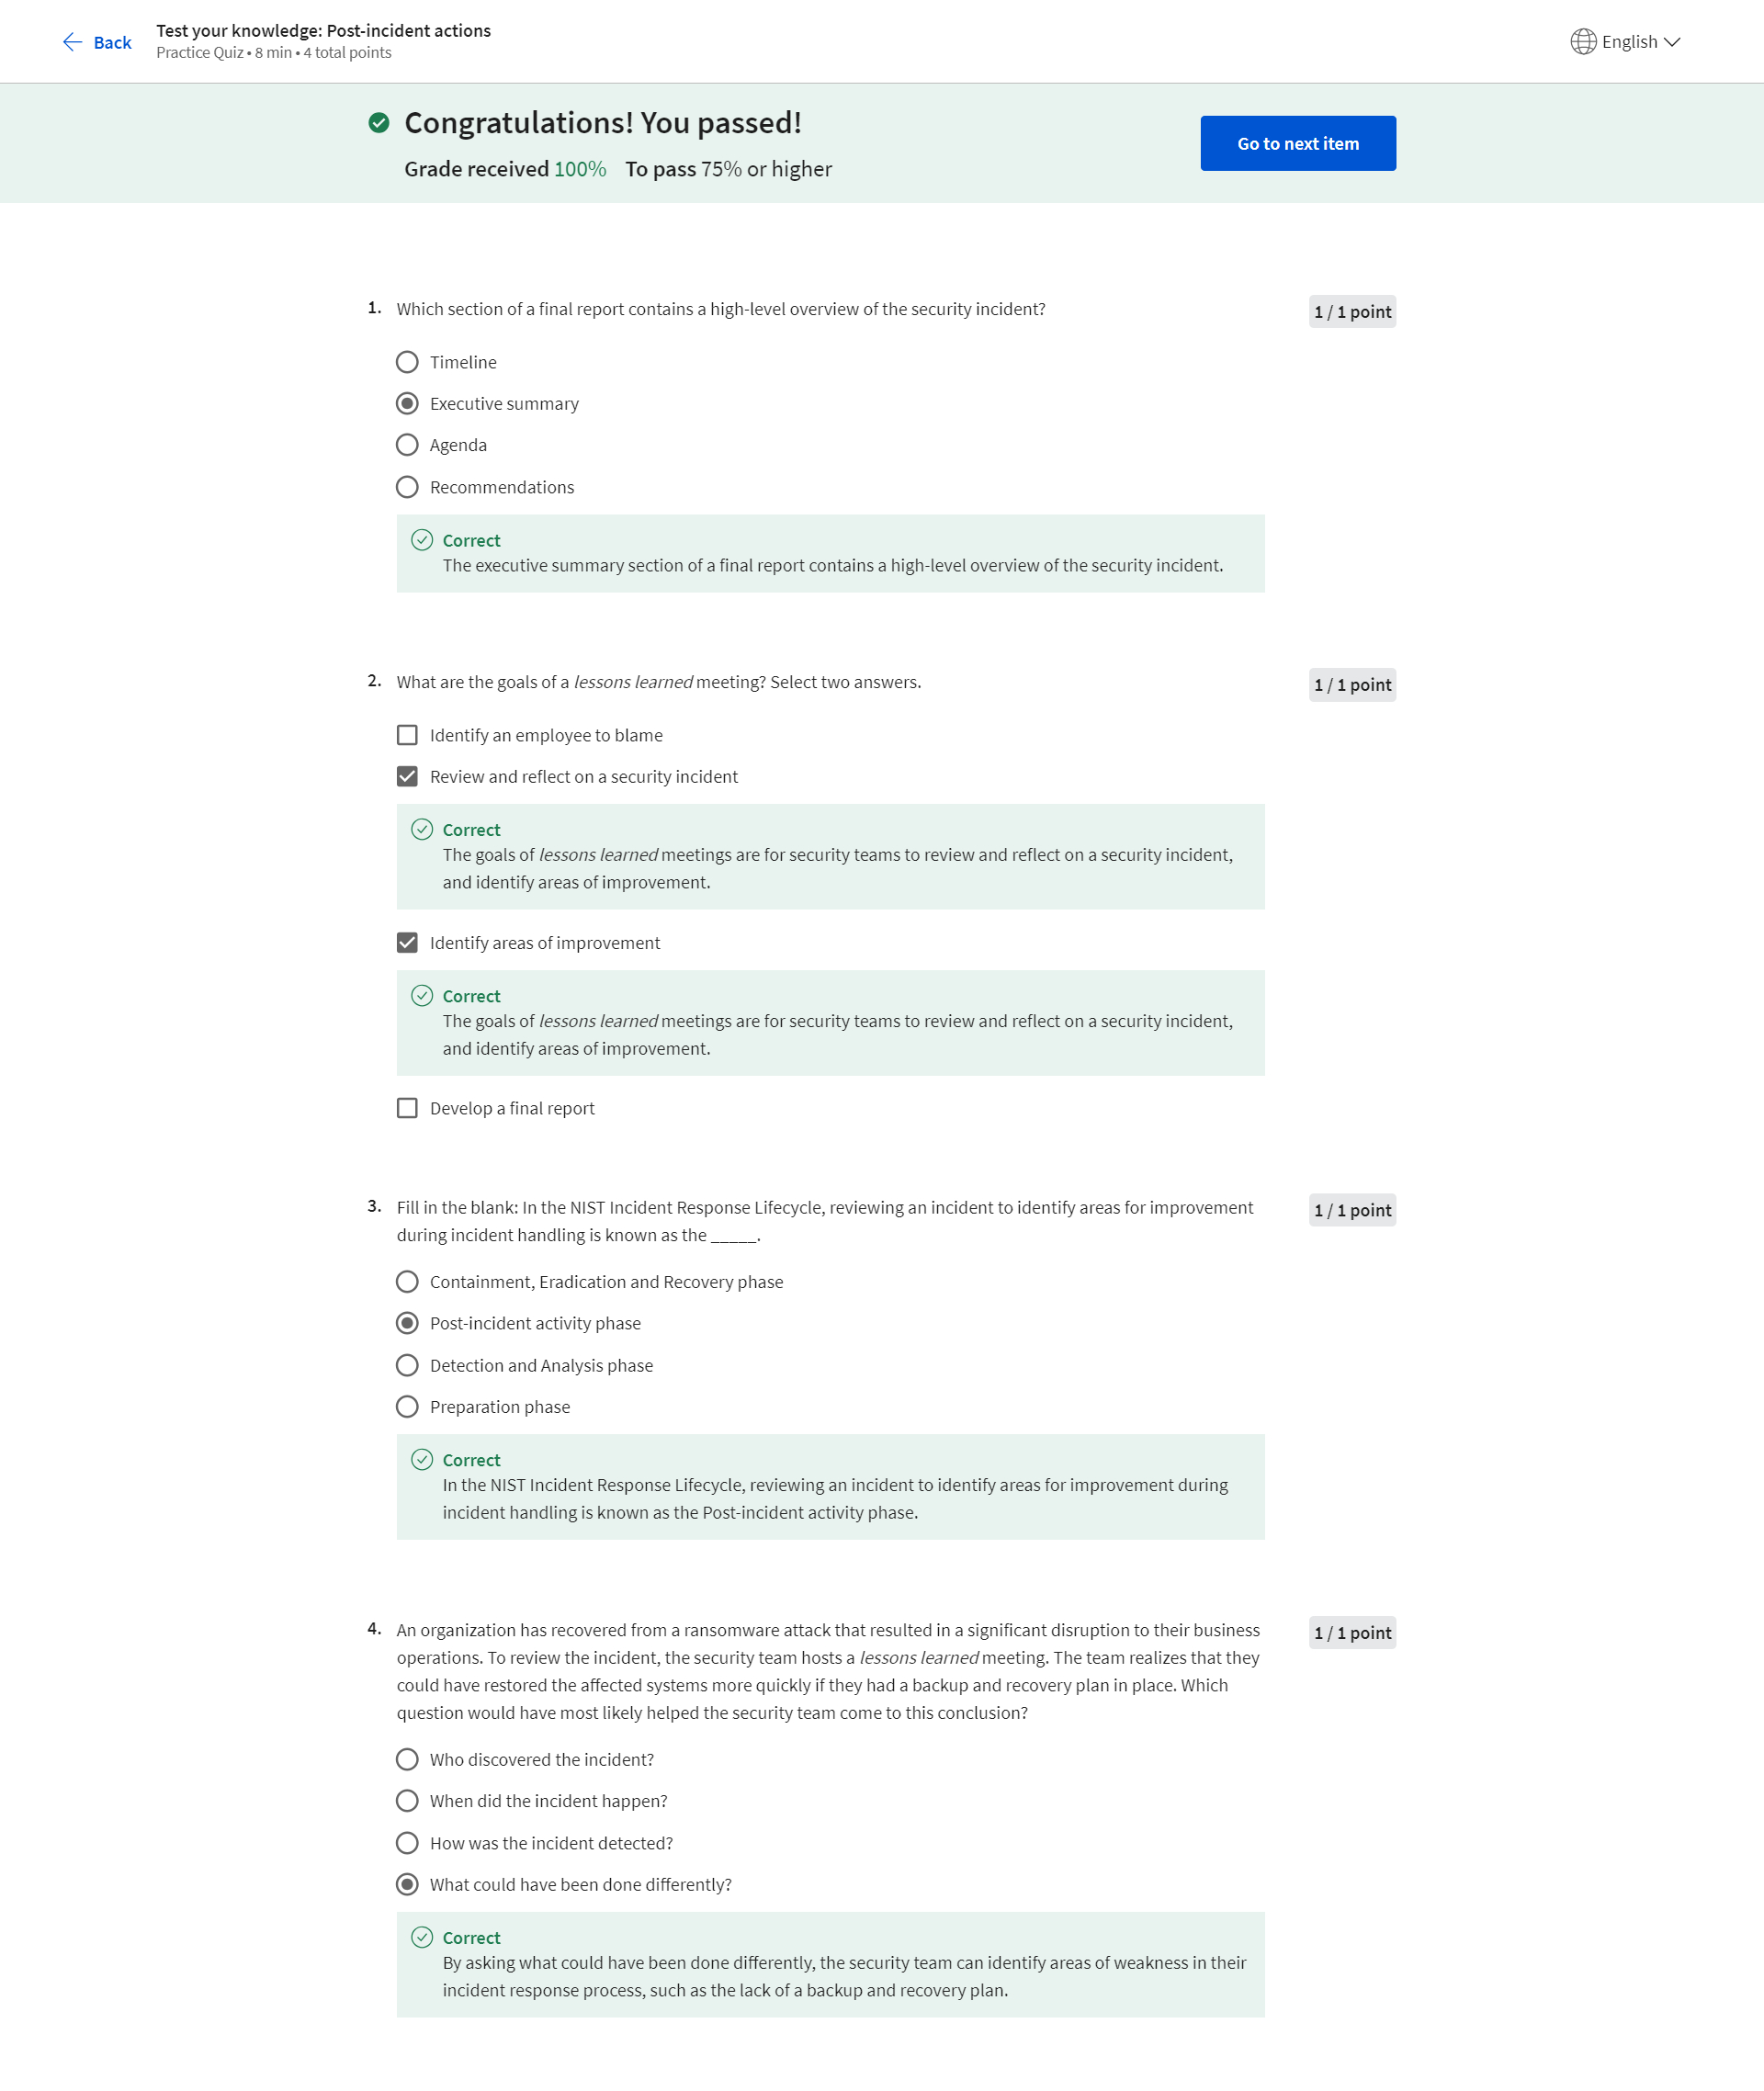 Back
Test your knowledge: Post-incident actions
Practice Quiz • 8 min • 4 total points
English
Congratulations! You passed!
Grade received 100% To pass 75% or higher
Go to next item
1. Which section of a final report contains a high-level overview of the security incident?
1 / 1 point
Timeline
Executive summary
Agenda
Recommendations
Correct
The executive summary section of a final report contains a high-level overview of the security incident.
2. What are the goals of a lessons learned meeting? Select two answers.
1 / 1 point
Identify an employee to blame
Review and reflect on a security incident
Correct
The goals of lessons learned meetings are for security teams to review and reflect on a security incident,
and identify areas of improvement.
Identify areas of improvement
Correct
The goals of lessons learned meetings are for security teams to review and reflect on a security incident,
and identify areas of improvement.
Develop a final report
3. Fill in the blank: In the NIST Incident Response Lifecycle, reviewing an incident to identify areas for improvement
during incident handling is known as the _____.
1 / 1 point
Containment, Eradication and Recovery phase
Post-incident activity phase
Detection and Analysis phase
Preparation phase
Correct
In the NIST Incident Response Lifecycle, reviewing an incident to identify areas for improvement during
incident handling is known as the Post-incident activity phase.
4. An organization has recovered from a ransomware attack that resulted in a significant disruption to their business
operations. To review the incident, the security team hosts a lessons learned meeting. The team realizes that they
could have restored the affected systems more quickly if they had a backup and recovery plan in place. Which
question would have most likely helped the security team come to this conclusion?
1 / 1 point
Who discovered the incident?
When did the incident happen?
How was the incident detected?
What could have been done differently?
Correct
By asking what could have been done differently, the security team can identify areas of weakness in their
incident response process, such as the lack of a backup and recovery plan.